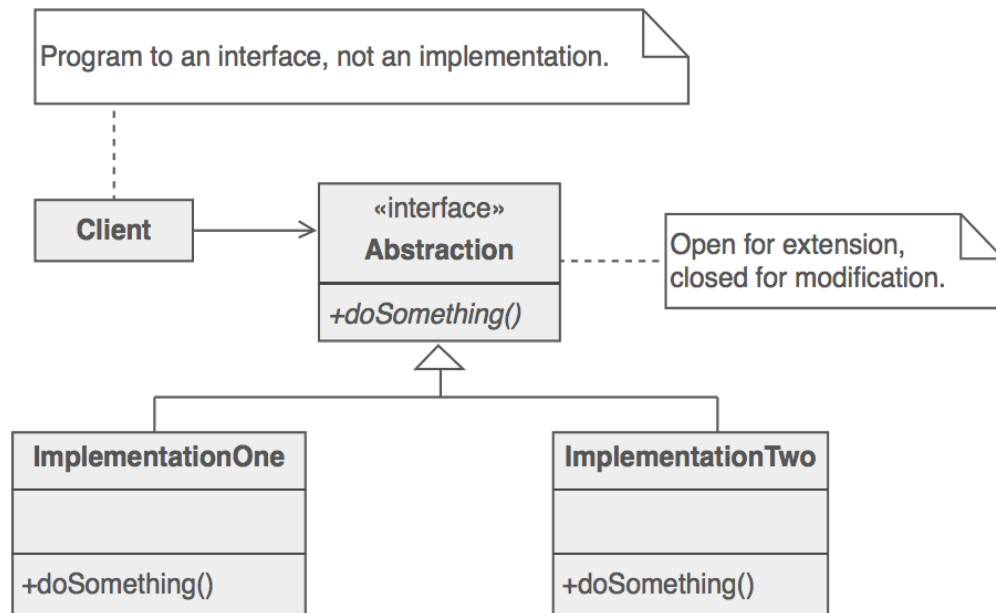 Program to an interface, not an implementation.
Client
«interface»
Abstraction
+doSomething()
Open for extension,
closed for modification.
ImplementationOne
+doSomething()
ImplementationTwo
+doSomething()